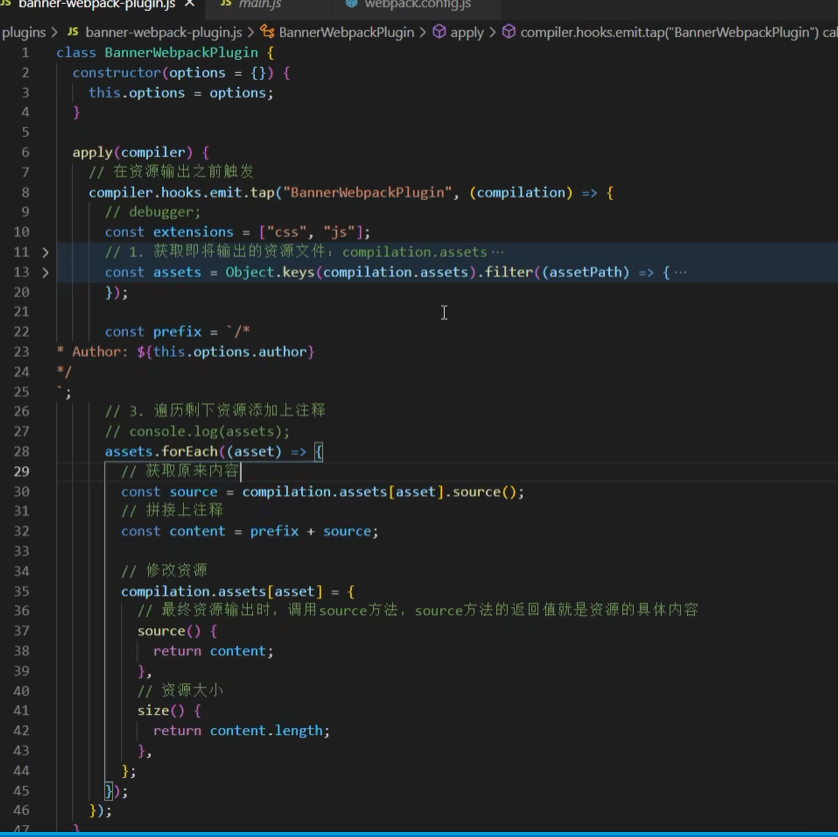 banner-webpack-plugin.js × JS main.js webpack.config.js
plugins > JS banner-webpack-plugin.js > BannerWebpackPlugin > apply > compiler.hooks.emit.tap("BannerWebpackPlugin") cal
1 class BannerWebpackPlugin {
2 constructor(options = {}) {
3 this.options = options;
4 }
5
6 apply(compiler) {
7 // 在资源输出之前触发
8 compiler.hooks.emit.tap("BannerWebpackPlugin", (compilation) => {
9 // debugger;
10 const extensions = ["css", "js"];
11 // 1. 获取即将输出的资源文件：compilation.assets…
13 const assets = Object.keys(compilation.assets).filter((assetPath) => {…
20 });
21
22 const prefix = `/*
23 * Author: ${this.options.author}
24 */
25 `;
26 // 3. 遍历剩下资源添加上注释
27 // console.log(assets);
28 assets.forEach((asset) => {
29 // 获取原来内容
30 const source = compilation.assets[asset].source();
31 // 拼接上注释
32 const content = prefix + source;
33
34 // 修改资源
35 compilation.assets[asset] = {
36 // 最终资源输出时，调用source方法，source方法的返回值就是资源的具体内容
37 source() {
38 return content;
39 },
40 // 资源大小
41 size() {
42 return content.length;
43 },
44 };
45 });
46 });
47 }